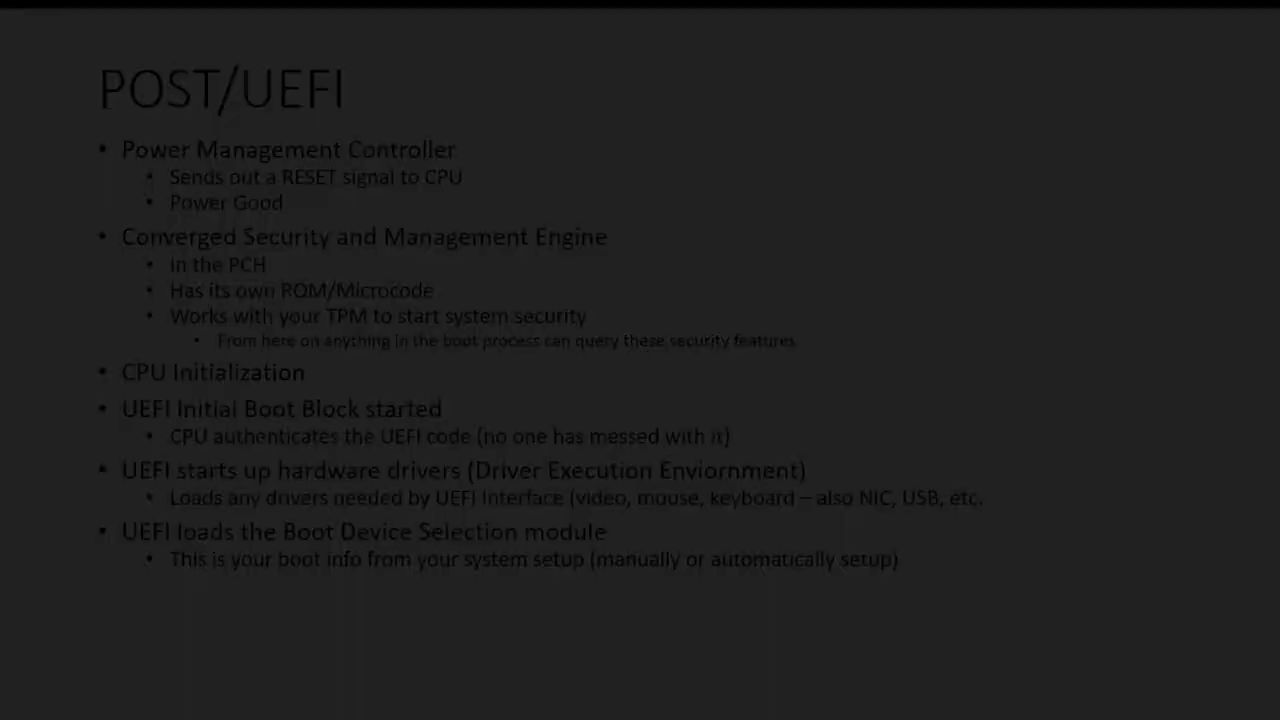 POST/UEFI
• Power Management Controller
• Sends out a RESET signal to CPU
• Power Good
• Converged Security and Management Engine
• In the PCH
• Has its own ROM/Microcode
• Works with your TPM to start system security
• From here on anything in the boot process can query these security features
• CPU Initialization
• UEFI Initial Boot Block started
• CPU authenticates the UEFI code (no one has messed with it)
• UEFI starts up hardware drivers (Driver Execution Enviornment)
• Loads any drivers needed by UEFI Interface (video, mouse, keyboard – also NIC, USB, etc.
• UEFI loads the Boot Device Selection module
• This is your boot info from your system setup (manually or automatically setup)